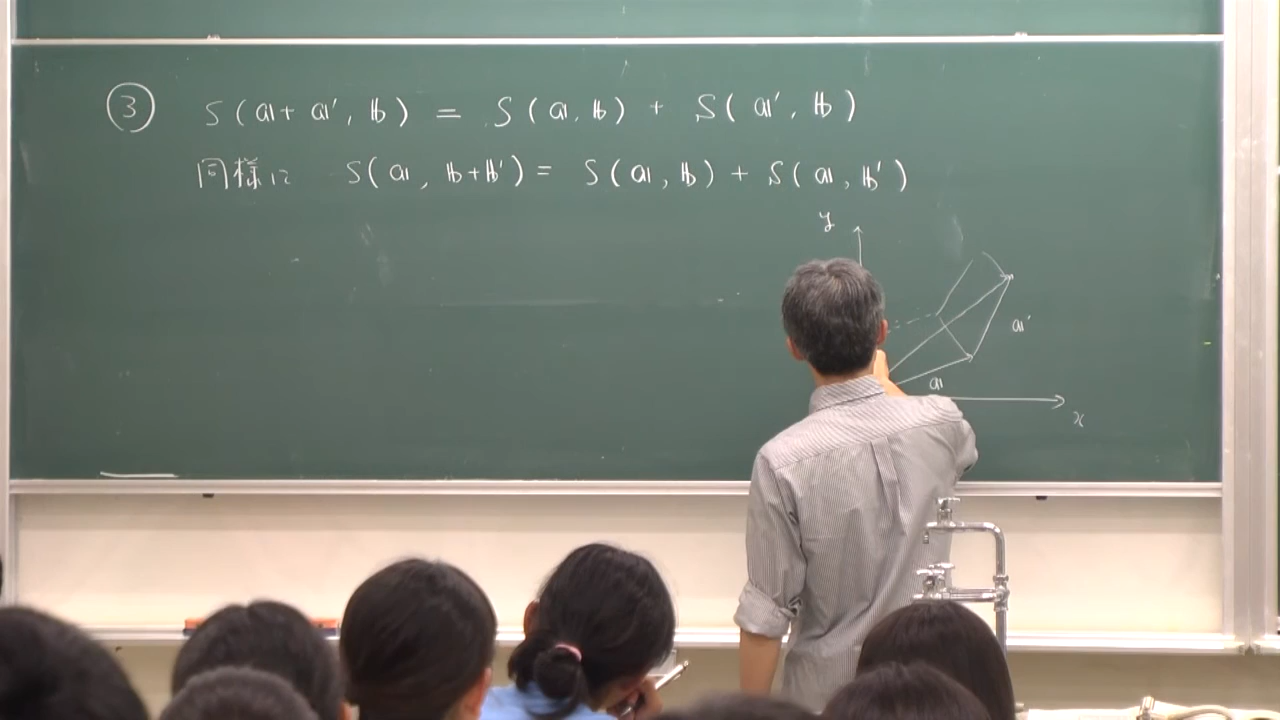 ③ S(𝕒+𝕒′, 𝕓) = S(𝕒, 𝕓) + S(𝕒′, 𝕓)
同様に S(𝕒, 𝕓+𝕓′) = S(𝕒, 𝕓) + S(𝕒, 𝕓′)
y
𝕒′
𝕒
x